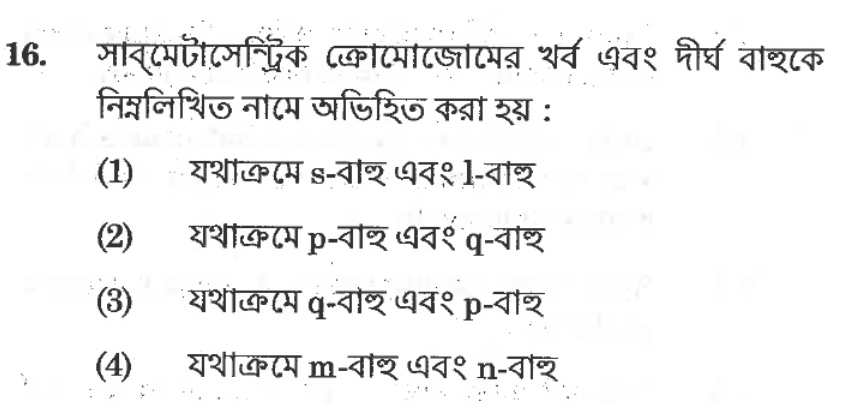 16. সাব্‌মেটাসেন্ট্রিক ক্রোমোজোমের খর্ব এবং দীর্ঘ বাহুকে
নিম্নলিখিত নামে অভিহিত করা হয় :
(1) যথাক্রমে s-বাহু এবং l-বাহু
(2) যথাক্রমে p-বাহু এবং q-বাহু
(3) যথাক্রমে q-বাহু এবং p-বাহু
(4) যথাক্রমে m-বাহু এবং n-বাহু